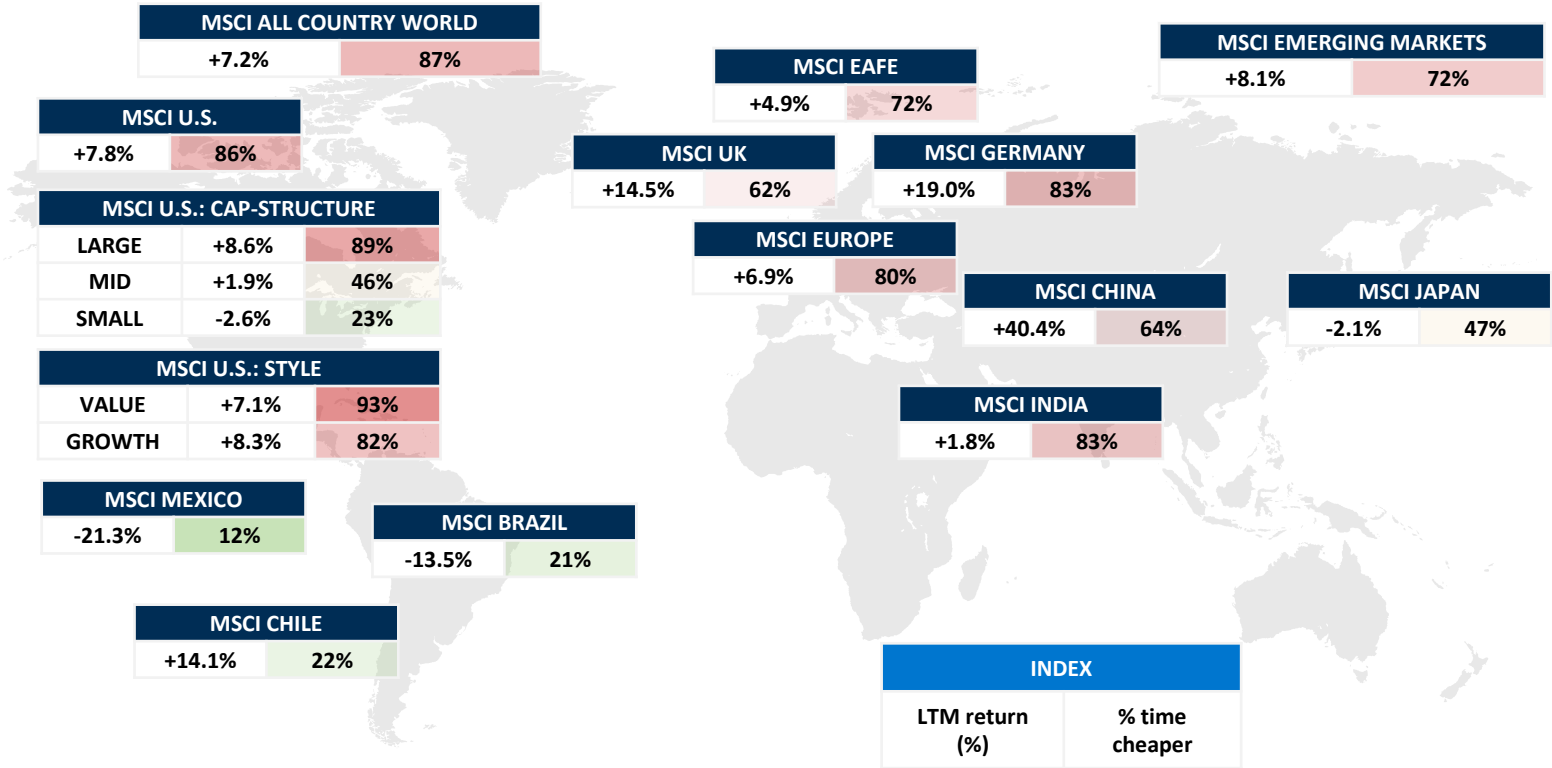 MSCI ALL COUNTRY WORLD
+7.2% 87%
MSCI U.S.
+7.8% 86%
MSCI U.S.: CAP-STRUCTURE
LARGE +8.6% 89%
MID +1.9% 46%
SMALL -2.6% 23%
MSCI U.S.: STYLE
VALUE +7.1% 93%
GROWTH +8.3% 82%
MSCI MEXICO
-21.3% 12%
MSCI BRAZIL
-13.5% 21%
MSCI CHILE
+14.1% 22%
MSCI EAFE
+4.9% 72%
MSCI EMERGING MARKETS
+8.1% 72%
MSCI UK
+14.5% 62%
MSCI GERMANY
+19.0% 83%
MSCI EUROPE
+6.9% 80%
MSCI CHINA
+40.4% 64%
MSCI JAPAN
-2.1% 47%
MSCI INDIA
+1.8% 83%
INDEX
LTM return % time
(%) cheaper